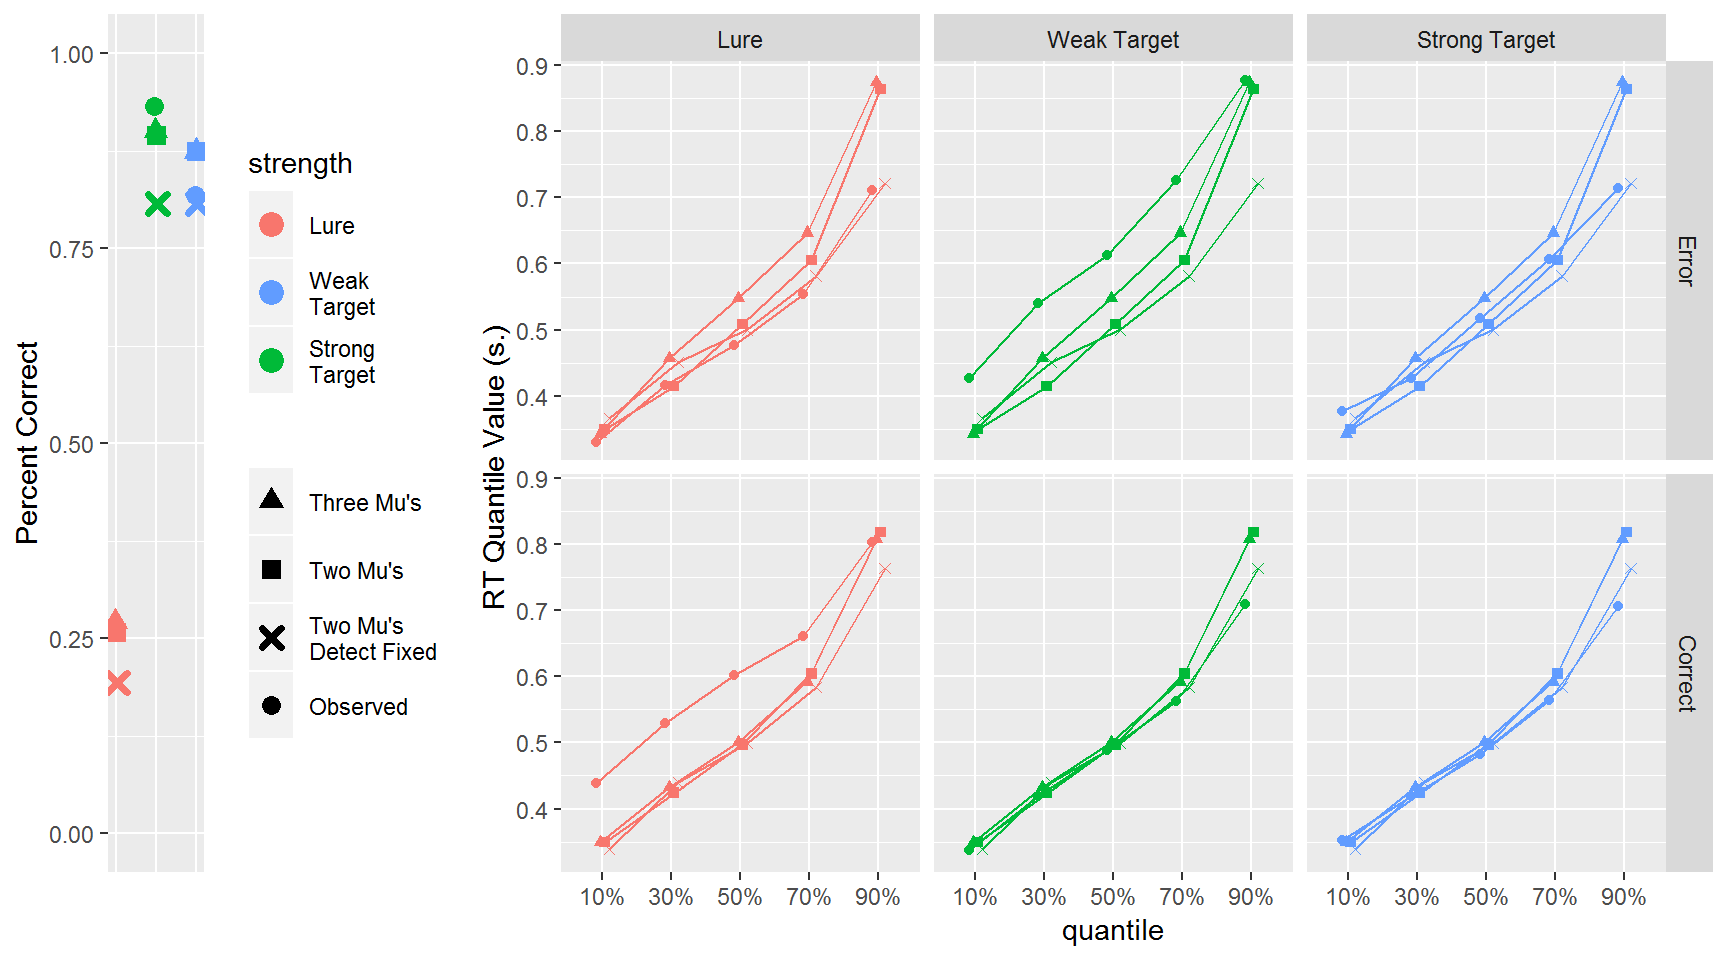 Percent Correct
1.00
0.75
0.50
0.25
0.00
strength
Lure
Weak
Target
Strong
Target
Three Mu's
Two Mu's
Two Mu's
Detect Fixed
Observed
RT Quantile Value (s.)
Lure
Weak Target
Strong Target
0.9
0.8
0.7
0.6
0.5
0.4
Error
0.9
0.8
0.7
0.6
0.5
0.4
Correct
10% 30% 50% 70% 90%
10% 30% 50% 70% 90%
10% 30% 50% 70% 90%
quantile